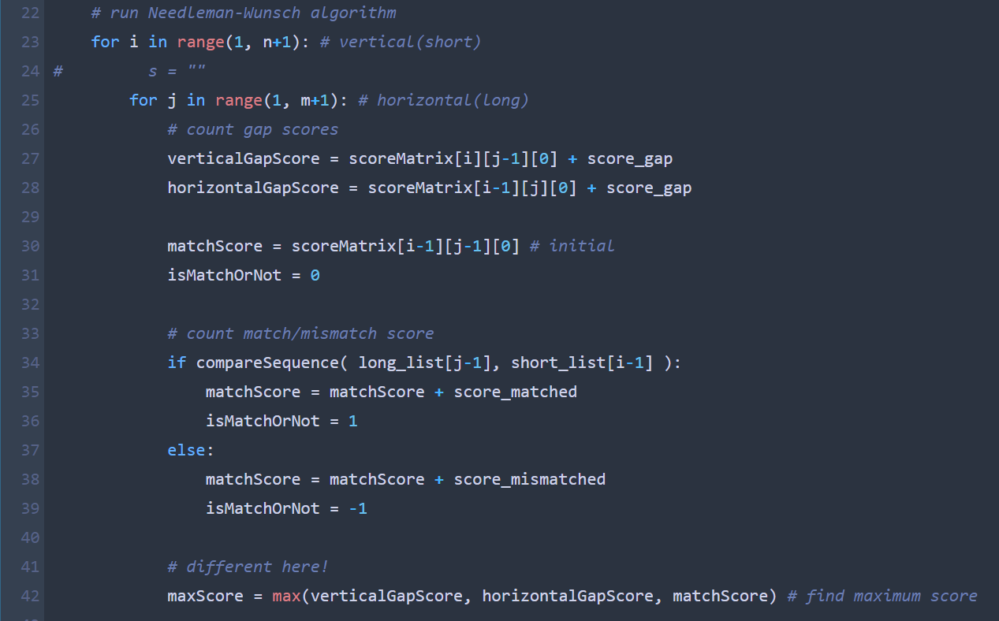 22     # run Needleman-Wunsch algorithm
23     for i in range(1, n+1): # vertical(short)
24 #         s = ""
25         for j in range(1, m+1): # horizontal(long)
26             # count gap scores
27             verticalGapScore = scoreMatrix[i][j-1][0] + score_gap
28             horizontalGapScore = scoreMatrix[i-1][j][0] + score_gap
29
30             matchScore = scoreMatrix[i-1][j-1][0] # initial
31             isMatchOrNot = 0
32
33             # count match/mismatch score
34             if compareSequence( long_list[j-1], short_list[i-1] ):
35                 matchScore = matchScore + score_matched
36                 isMatchOrNot = 1
37             else:
38                 matchScore = matchScore + score_mismatched
39                 isMatchOrNot = -1
40
41             # different here!
42             maxScore = max(verticalGapScore, horizontalGapScore, matchScore) # find maximum score